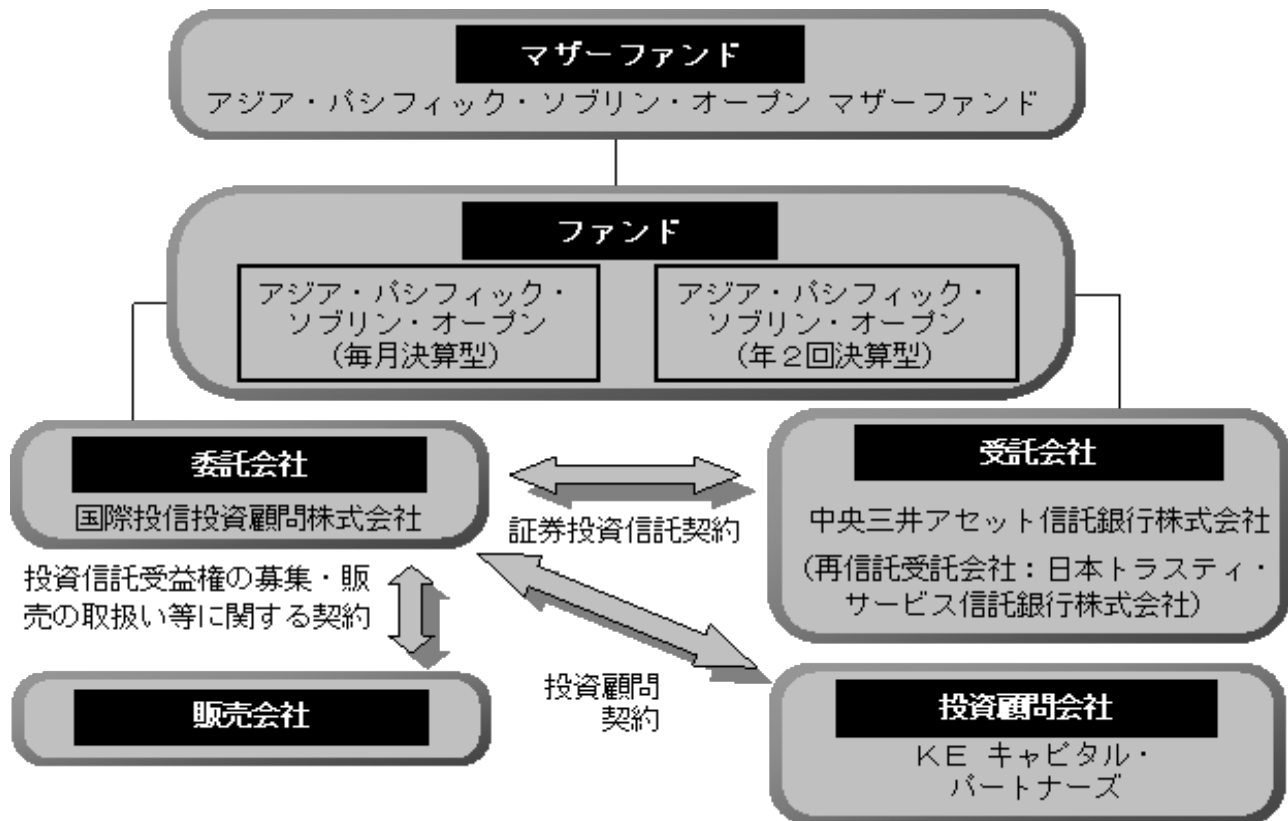 マザーファンド
アジア・パシフィック・ソブリン・オープン マザーファンド
ファンド
アジア・パシフィック・
ソブリン・オープン
(毎月決算型)
アジア・パシフィック・
ソブリン・オープン
(年２回決算型)
委託会社
国際投信投資顧問株式会社
証券投資信託契約
受託会社
中央三井アセット信託銀行株式会社
(再信託受託会社：日本トラスティ・
サービス信託銀行株式会社)
投資信託受益権の募集・販
売の取扱い等に関する契約
販売会社
投資顧問
契約
投資顧問会社
ＫＥ キャピタル・
パートナーズ